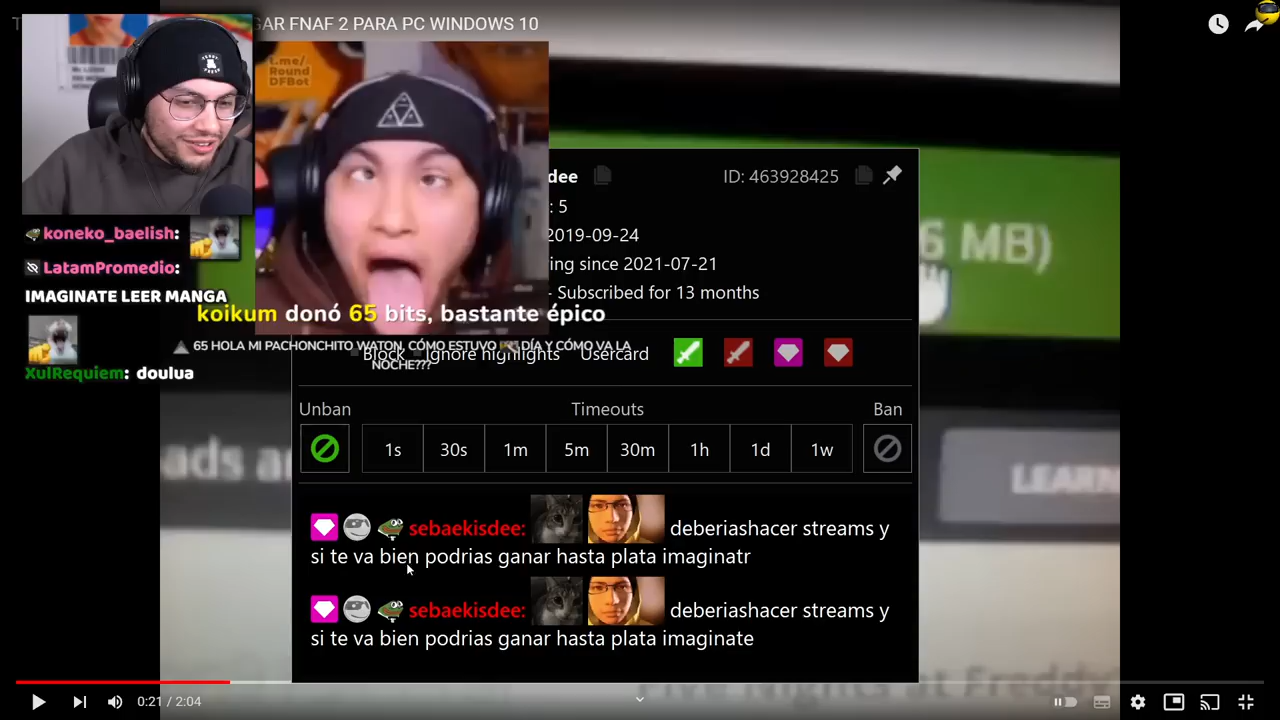 GAR FNAF 2 PARA PC WINDOWS 10
t.me/
Round
DFBot
dee
ID: 463928425
: 5
2019-09-24
ing since 2021-07-21
- Subscribed for 13 months
6 MB)
koneko_baelish:
LatamPromedio:
IMAGINATE LEER MANGA
koikum donó 65 bits, bastante épico
65 HOLA MI PACHONCHITO WATON, CÓMO ESTUVO DÍA Y CÓMO VA LA
NOCHE???
Block Ignore highlights Usercard
XulRequiem: doulua
Unban Timeouts Ban
1s 30s 1m 5m 30m 1h 1d 1w
ads a
LEARN
sebaekisdee: deberiashacer streams y
si te va bien podrias ganar hasta plata imaginatr
sebaekisdee: deberiashacer streams y
si te va bien podrias ganar hasta plata imaginate
0:21 / 2:04